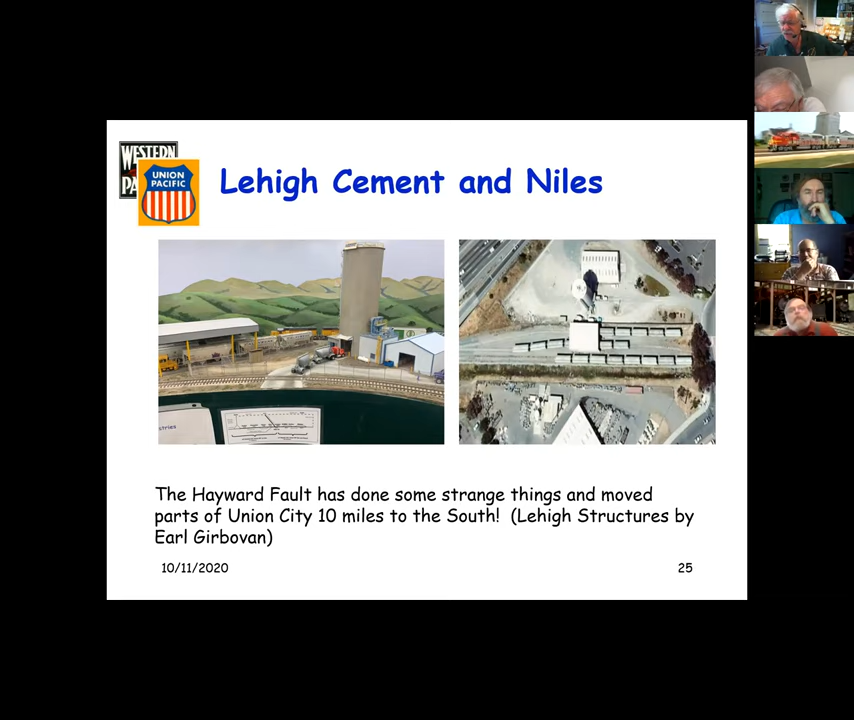 WESTERN
PA
UNION
PACIFIC
Lehigh Cement and Niles
stries
The Hayward Fault has done some strange things and moved
parts of Union City 10 miles to the South! (Lehigh Structures by
Earl Girbovan)
10/11/2020
25